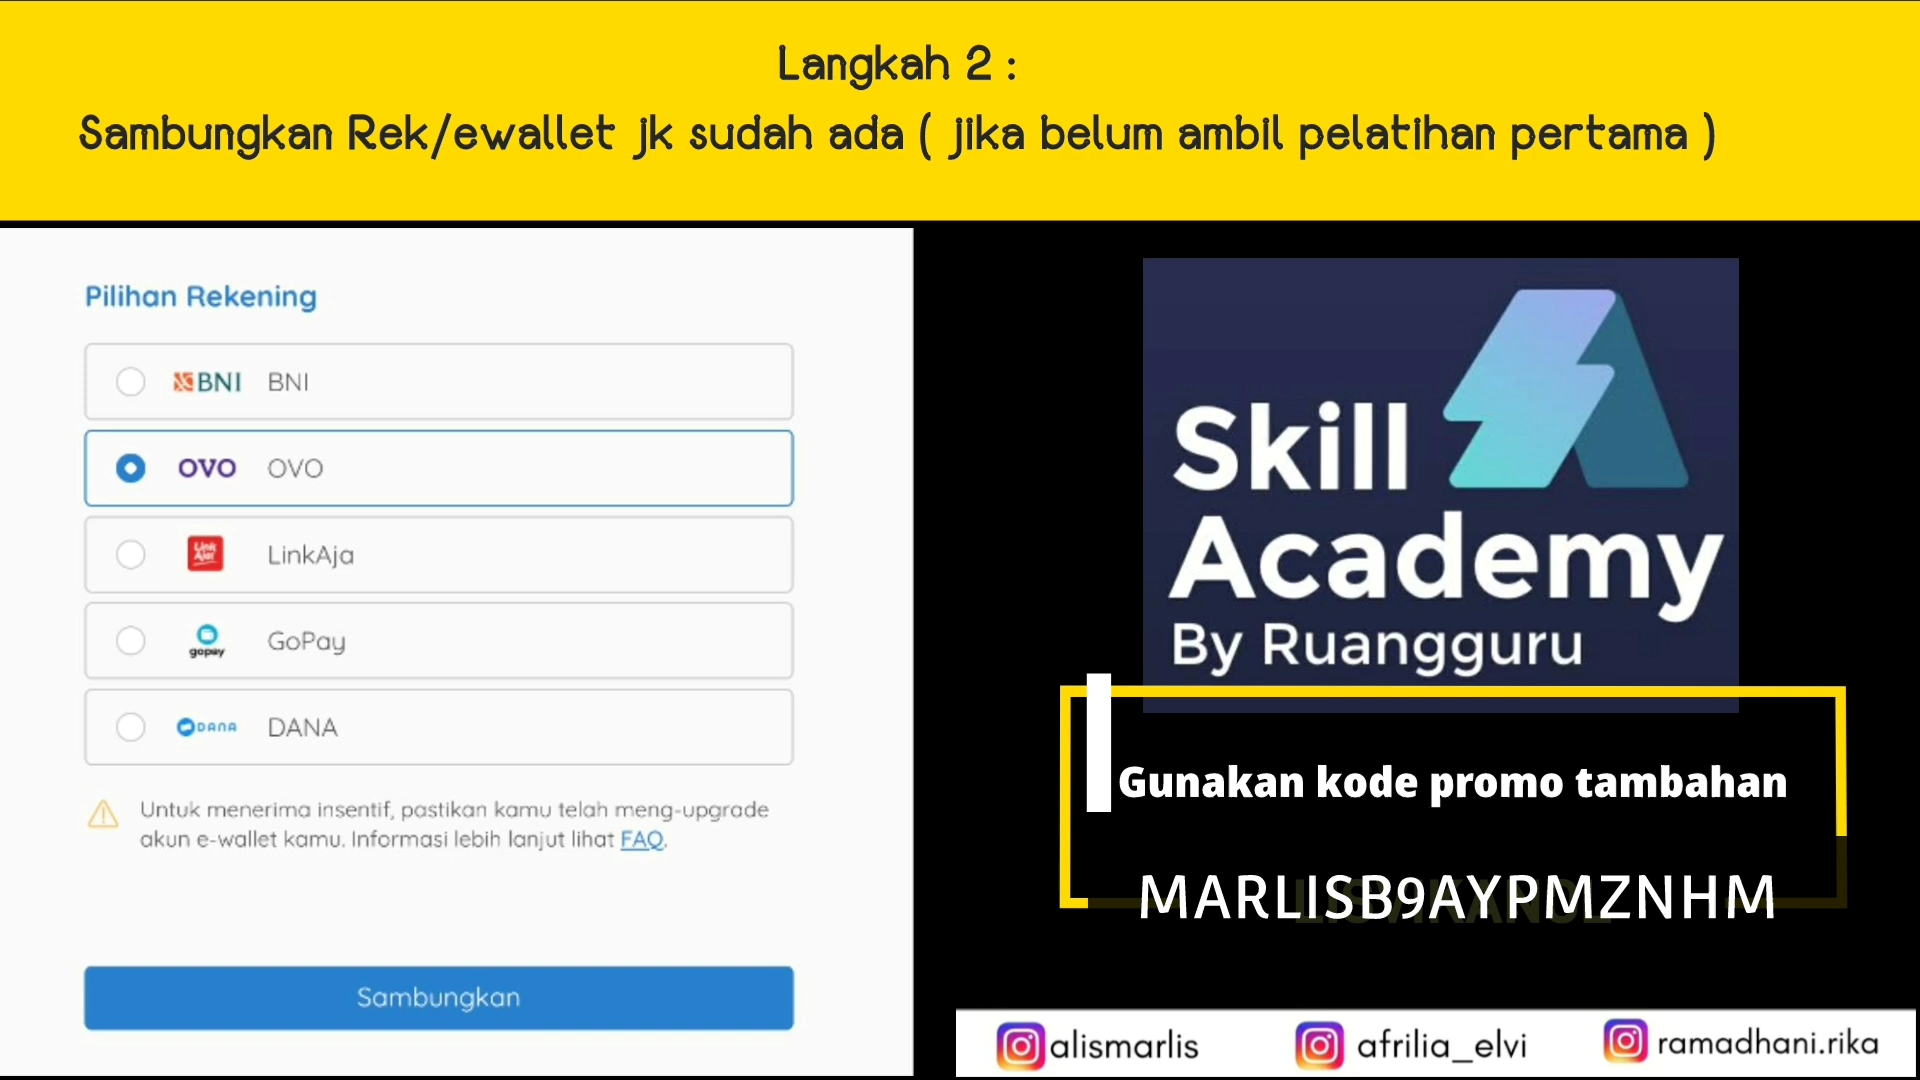 Langkah 2 :
Sambungkan Rek/ewallet jk sudah ada ( jika belum ambil pelatihan pertama )
Pilihan Rekening
BNI BNI
OVO OVO
LinkAja LinkAja
gopay GoPay
DANA DANA
Untuk menerima insentif, pastikan kamu telah meng-upgrade
akun e-wallet kamu. Informasi lebih lanjut lihat FAQ.
Sambungkan
Skill
Academy
By Ruangguru
Gunakan kode promo tambahan
MARLISB9AYPMZNHM
alismarlis
afrilia_elvi
ramadhani.rika